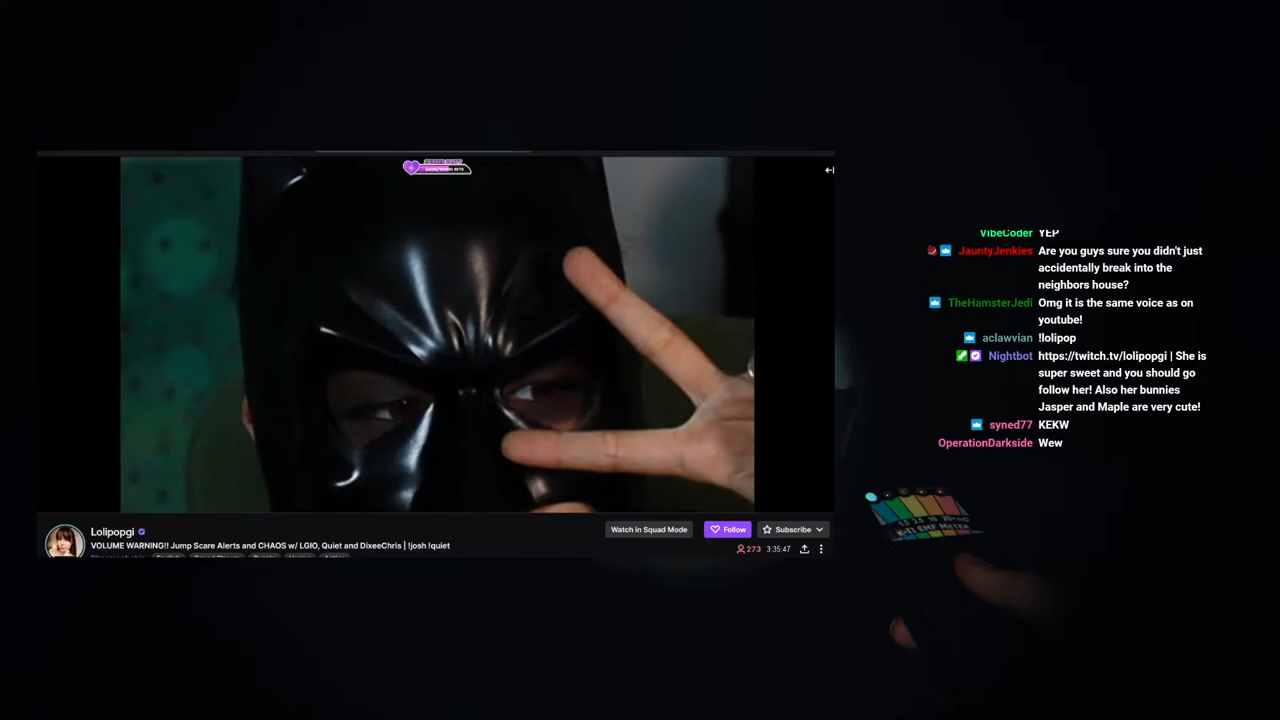 Lolipopgi
VOLUME WARNING!! Jump Scare Alerts and CHAOS w/ LGIO, Quiet and DixeeChris | !josh !quiet
Watch in Squad Mode
Follow
Subscribe
273
3:35:47
VibeCoder YEP
JauntyJenkies Are you guys sure you didn't just
accidentally break into the
neighbors house?
TheHamsterJedi Omg it is the same voice as on
youtube!
aclawvian !lolipop
Nightbot https://twitch.tv/lolipopgi | She is
super sweet and you should go
follow her! Also her bunnies
Jasper and Maple are very cute!
syned77 KEKW
OperationDarkside Wew
K-II EMF METER